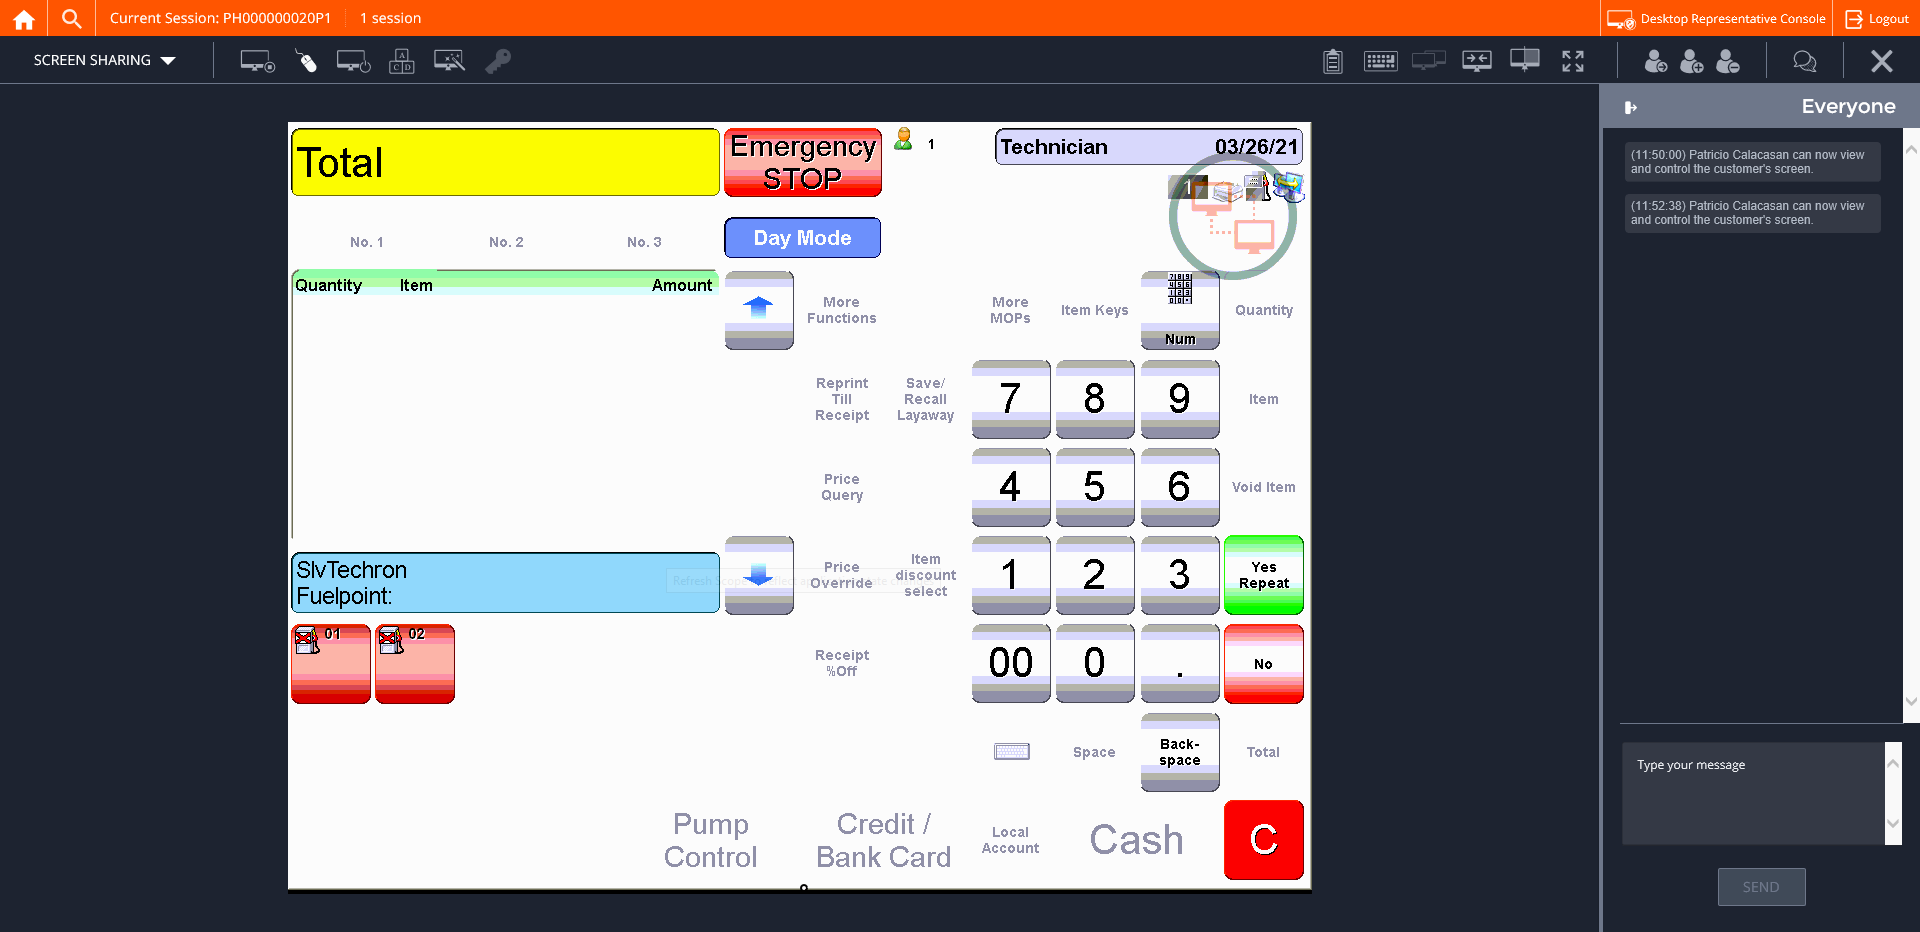 Current Session: PH000000020P1
1 session
Desktop Representative Console
Logout
SCREEN SHARING
A
C D
Everyone
(11:50:00) Patricio Calacasan can now view
and control the customer's screen.
(11:52:38) Patricio Calacasan can now view
and control the customer's screen.
Type your message
SEND
Total
Emergency
STOP
1
Technician 03/26/21
1
No. 1 No. 2 No. 3
Day Mode
Quantity Item Amount
More
Functions
More
MOPs
Item Keys
Num
Quantity
Reprint
Till
Receipt
Save/
Recall
Layaway
7 8 9
Item
Price
Query
4 5 6
Void Item
SlvTechron
Fuelpoint:
Refresh
Price
Override
Item
discount
select
1 2 3
Yes
Repeat
01 02
Receipt
%Off
00 0 .
No
Space
Back-
space
Total
Pump
Control
Credit /
Bank Card
Local
Account
Cash
C